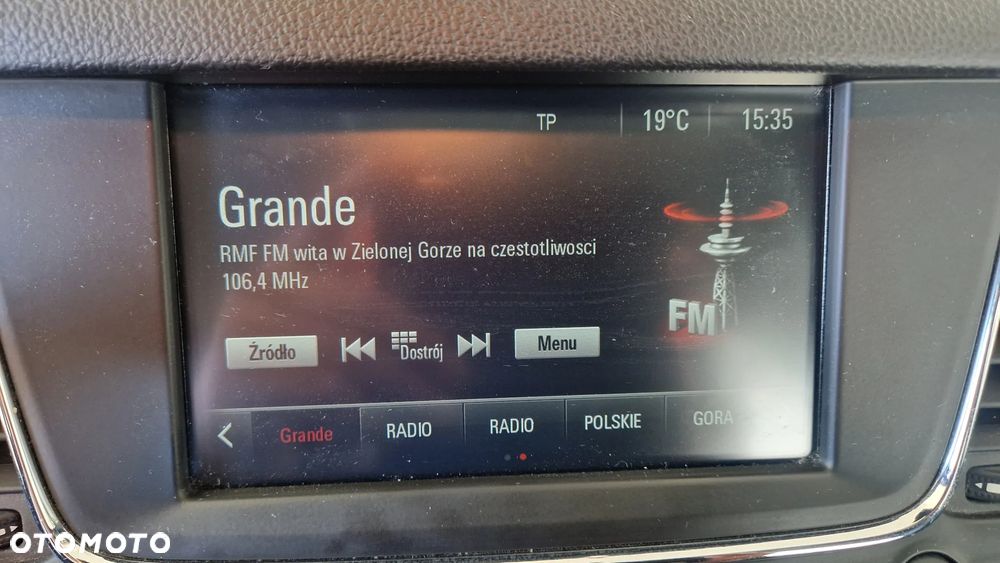 TP 19°C 15:35
Grande
RMF FM wita w Zielonej Gorze na czestotliwosci
106,4 MHz
FM
Źródło Dostrój Menu
Grande RADIO RADIO POLSKIE GORA
OTOMOTO